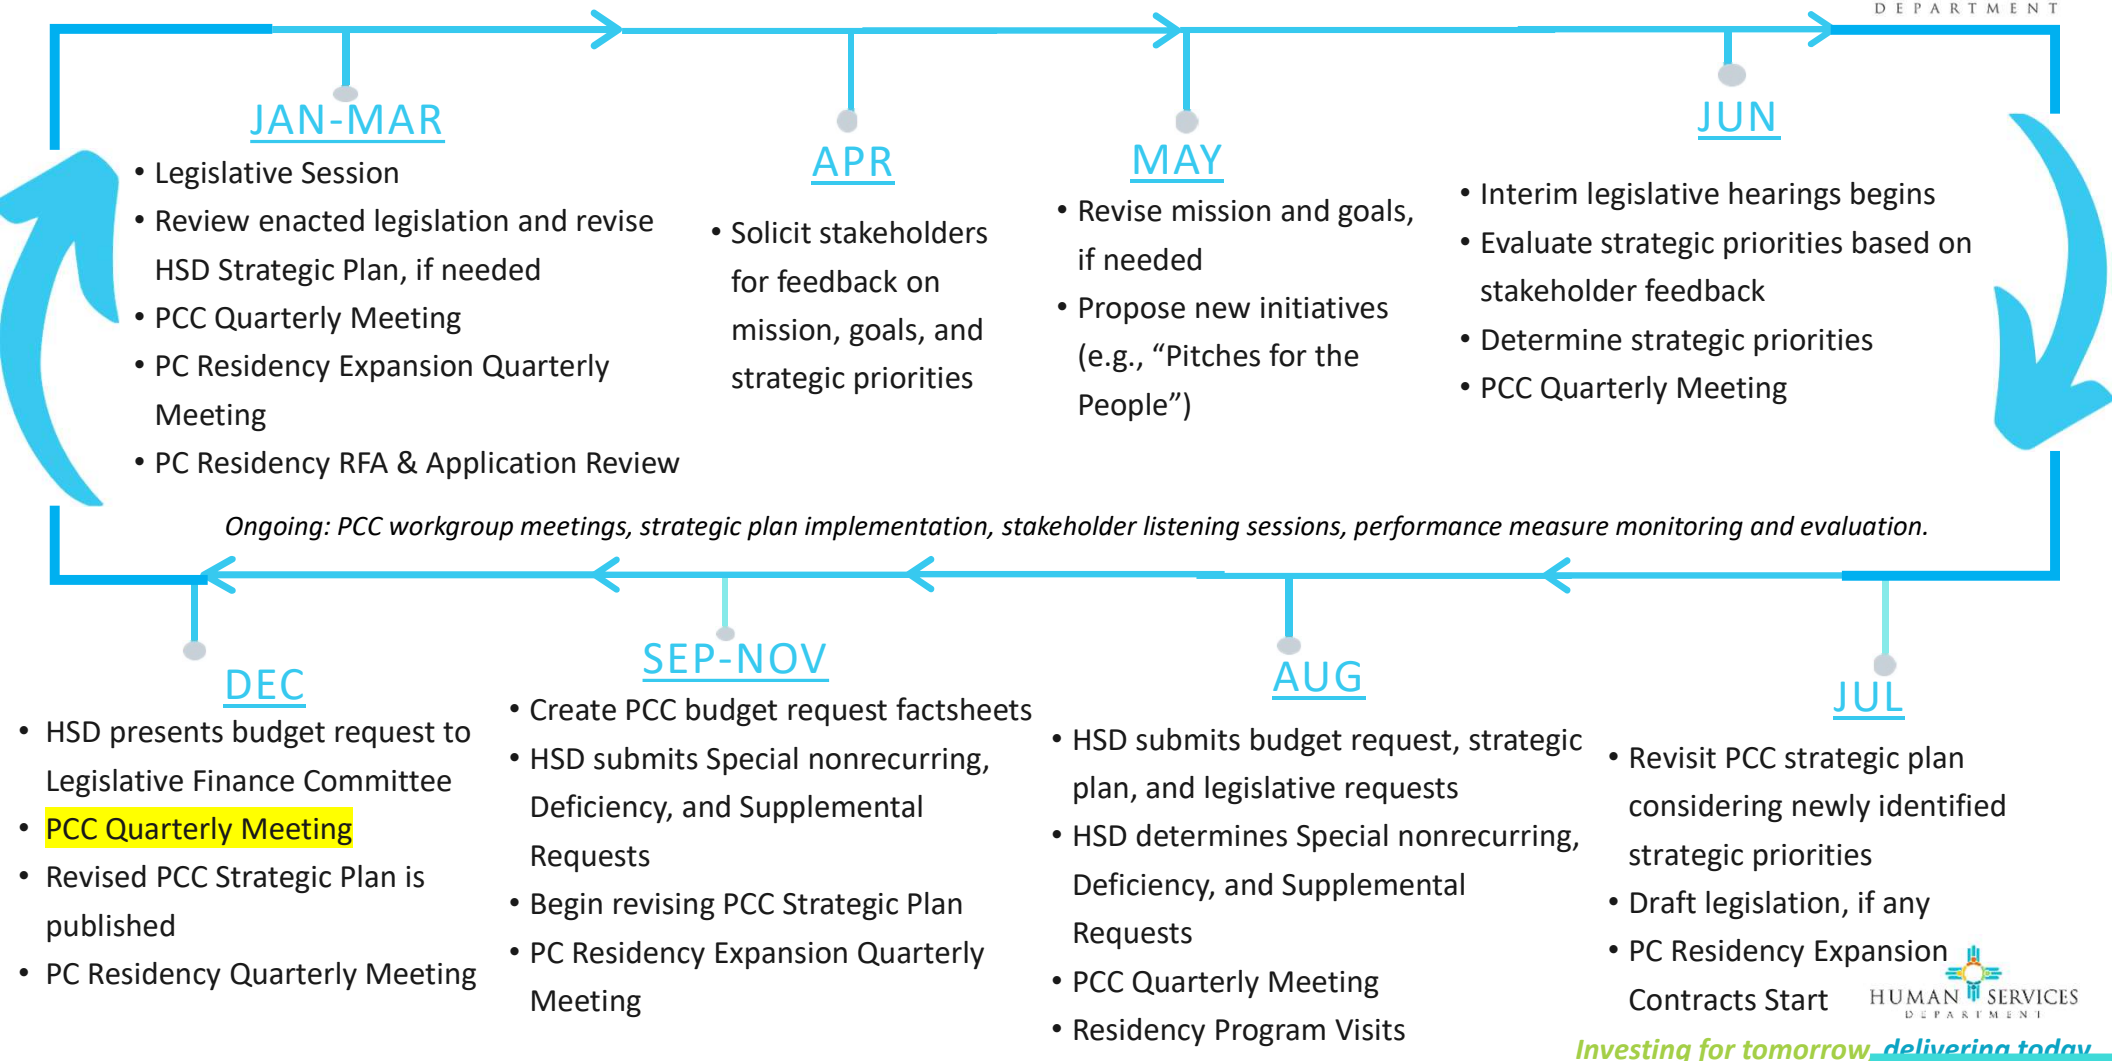 DEPARTMENT
JAN-MAR
• Legislative Session
• Review enacted legislation and revise
HSD Strategic Plan, if needed
• PCC Quarterly Meeting
• PC Residency Expansion Quarterly
Meeting
• PC Residency RFA & Application Review
APR
• Solicit stakeholders
for feedback on
mission, goals, and
strategic priorities
MAY
• Revise mission and goals,
if needed
• Propose new initiatives
(e.g., “Pitches for the
People”)
JUN
• Interim legislative hearings begins
• Evaluate strategic priorities based on
stakeholder feedback
• Determine strategic priorities
• PCC Quarterly Meeting
Ongoing: PCC workgroup meetings, strategic plan implementation, stakeholder listening sessions, performance measure monitoring and evaluation.
DEC
• HSD presents budget request to
Legislative Finance Committee
• PCC Quarterly Meeting
• Revised PCC Strategic Plan is
published
• PC Residency Quarterly Meeting
SEP-NOV
• Create PCC budget request factsheets
• HSD submits Special nonrecurring,
Deficiency, and Supplemental
Requests
• Begin revising PCC Strategic Plan
• PC Residency Expansion Quarterly
Meeting
AUG
• HSD submits budget request, strategic
plan, and legislative requests
• HSD determines Special nonrecurring,
Deficiency, and Supplemental
Requests
• PCC Quarterly Meeting
• Residency Program Visits
JUL
• Revisit PCC strategic plan
considering newly identified
strategic priorities
• Draft legislation, if any
• PC Residency Expansion
Contracts Start
HUMAN SERVICES
DEPARTMENT
Investing for tomorrow, delivering today.